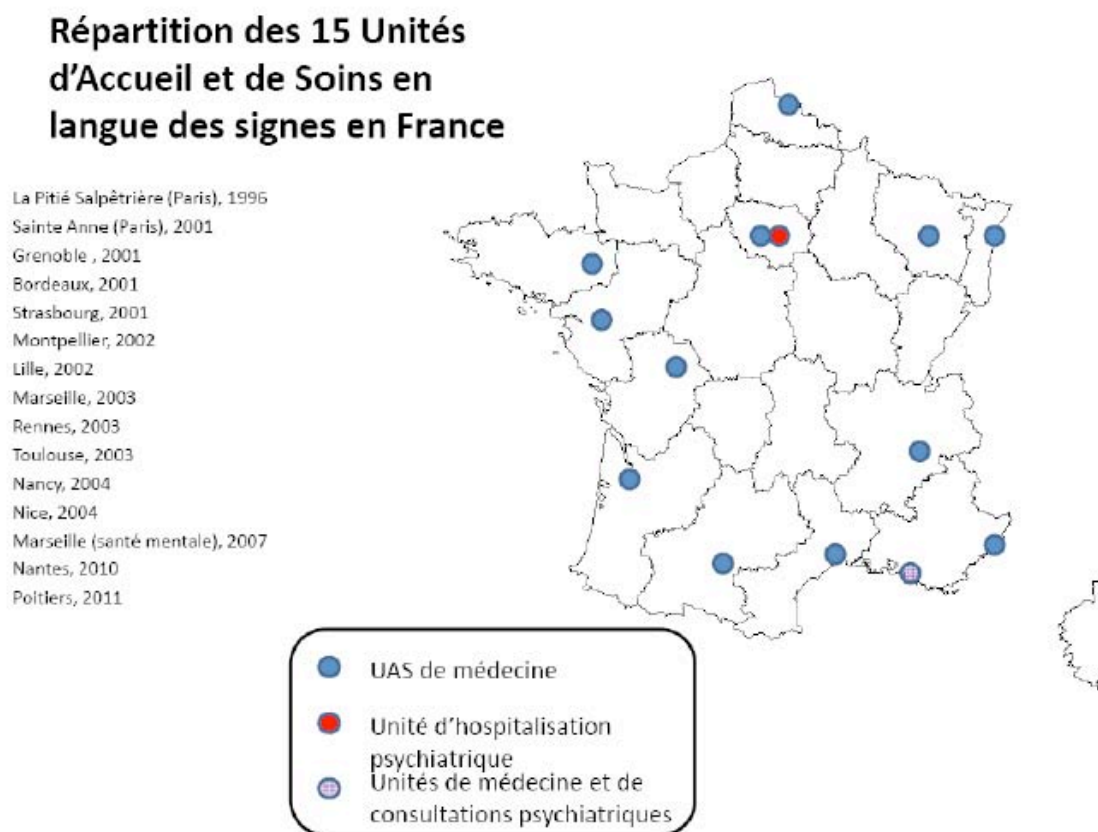 Répartition des 15 Unités
d'Accueil et de Soins en
langue des signes en France
La Pitié Salpêtrière (Paris), 1996
Sainte Anne (Paris), 2001
Grenoble , 2001
Bordeaux, 2001
Strasbourg, 2001
Montpellier, 2002
Lille, 2002
Marseille, 2003
Rennes, 2003
Toulouse, 2003
Nancy, 2004
Nice, 2004
Marseille (santé mentale), 2007
Nantes, 2010
Poitiers, 2011
UAS de médecine
Unité d'hospitalisation
psychiatrique
Unités de médecine et de
consultations psychiatriques